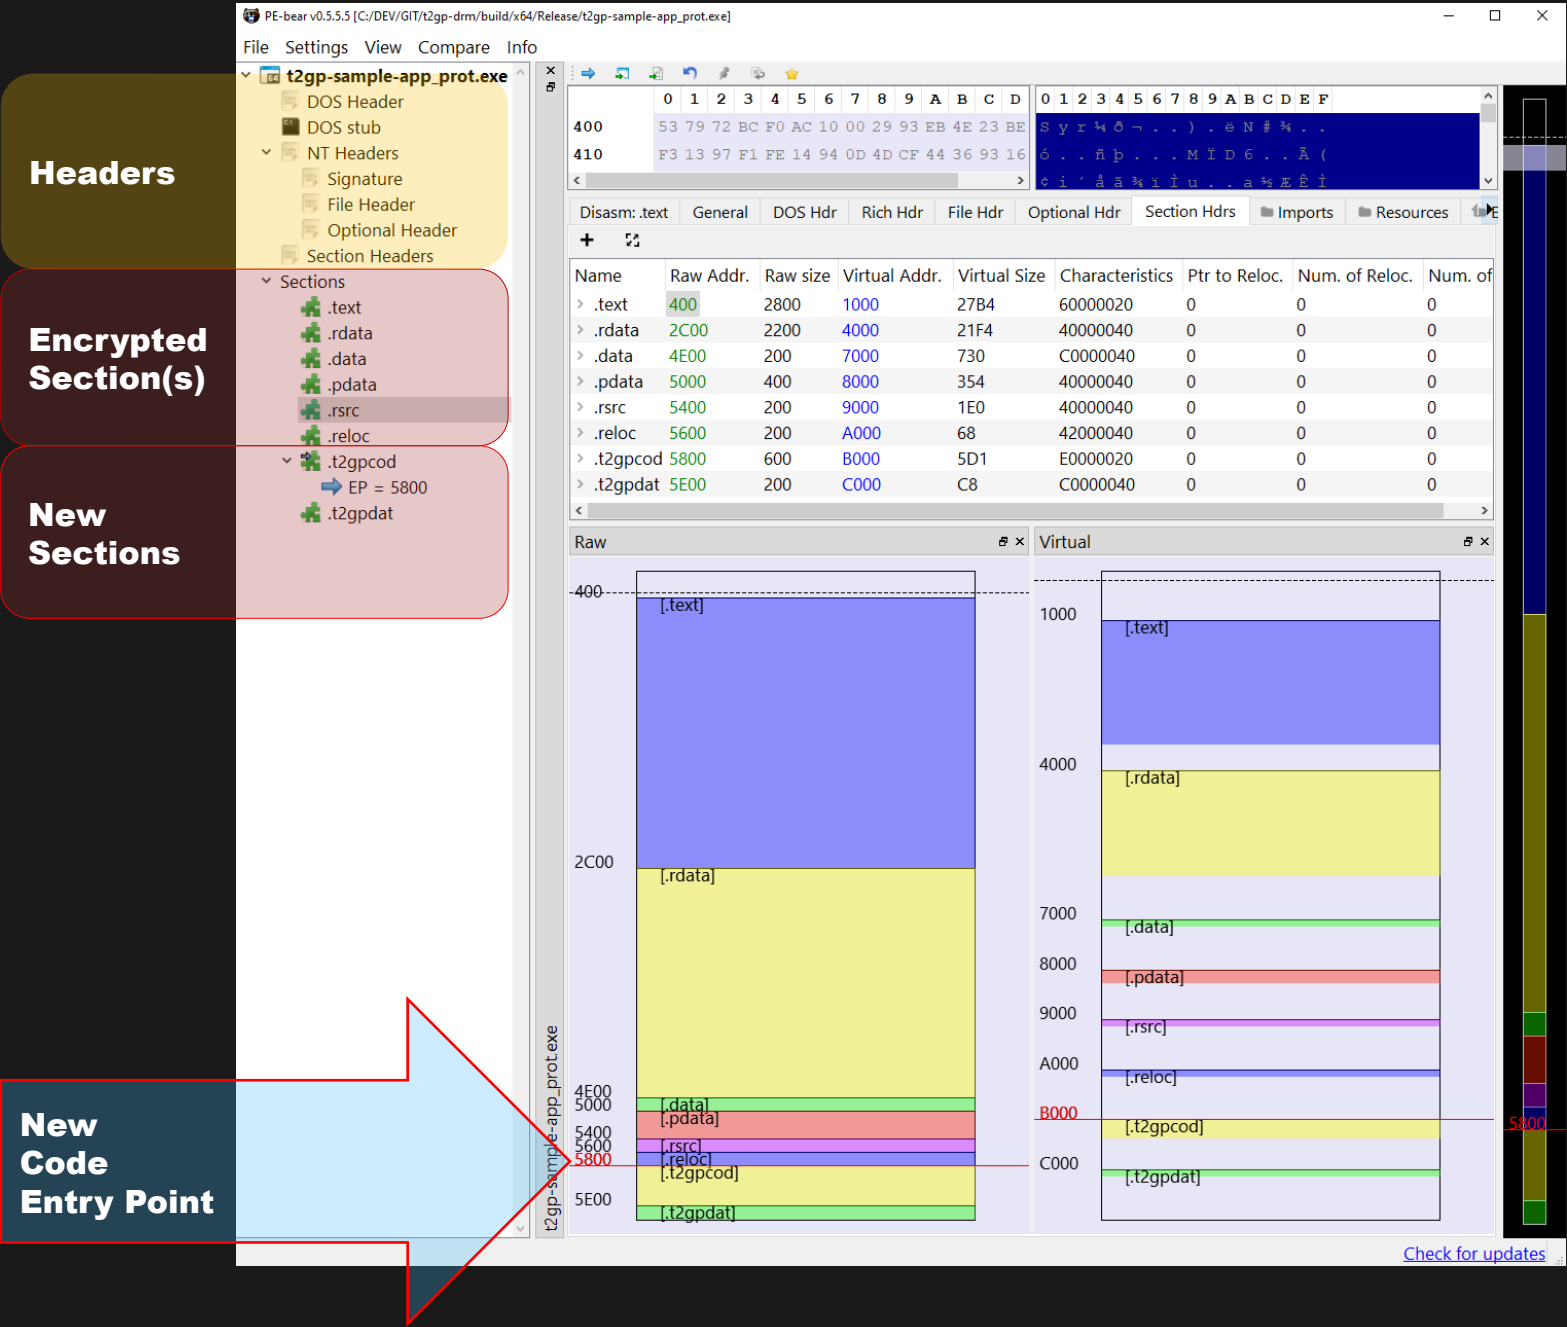 PE-bear v0.5.5.5 [C:/DEV/GIT/t2gp-drm/build/x64/Release/t2gp-sample-app_prot.exe]
File Settings View Compare Info
t2gp-sample-app_prot.exe
DOS Header
DOS stub
NT Headers
Signature
File Header
Optional Header
Section Headers
Sections
.text
.rdata
.data
.pdata
.rsrc
.reloc
.t2gpcod
EP = 5800
.t2gpdat
Headers
Encrypted
Section(s)
New
Sections
New
Code
Entry Point
t2gp-sample-app_prot.exe
0 1 2 3 4 5 6 7 8 9 A B C D
400 53 79 72 BC F0 AC 10 00 29 93 EB 4E 23 BE
410 F3 13 97 F1 FE 14 94 0D 4D CF 44 36 93 16
0 1 2 3 4 5 6 7 8 9 A B C D E F
S y r ¼ ð ¬ . . ) . ë N # ¾ . .
ó . . ñ þ . . . M Ï D 6 . . Ã (
¢ i ´ å ã ¾ ï Ì u . . a ½ Æ Ê Ì
Disasm: .text General DOS Hdr Rich Hdr File Hdr Optional Hdr Section Hdrs Imports Resources
Name Raw Addr. Raw size Virtual Addr. Virtual Size Characteristics Ptr to Reloc. Num. of Reloc. Num. of
.text 400 2800 1000 27B4 60000020 0 0 0
.rdata 2C00 2200 4000 21F4 40000040 0 0 0
.data 4E00 200 7000 730 C0000040 0 0 0
.pdata 5000 400 8000 354 40000040 0 0 0
.rsrc 5400 200 9000 1E0 40000040 0 0 0
.reloc 5600 200 A000 68 42000040 0 0 0
.t2gpcod 5800 600 B000 5D1 E0000020 0 0 0
.t2gpdat 5E00 200 C000 C8 C0000040 0 0 0
Raw
400
[.text]
2C00
[.rdata]
4E00
[.data]
5000
[.pdata]
5400
[.rsrc]
5600
[.reloc]
5800
[.t2gpcod]
5E00
[.t2gpdat]
Virtual
1000
[.text]
4000
[.rdata]
7000
[.data]
8000
[.pdata]
9000
[.rsrc]
A000
[.reloc]
B000
[.t2gpcod]
C000
[.t2gpdat]
5800
Check for updates